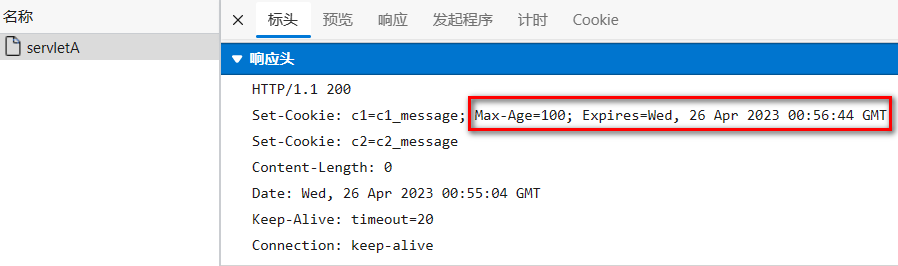 名称
× 标头 预览 响应 发起程序 计时 Cookie
servletA
▼ 响应头
HTTP/1.1 200
Set-Cookie: c1=c1_message; Max-Age=100; Expires=Wed, 26 Apr 2023 00:56:44 GMT
Set-Cookie: c2=c2_message
Content-Length: 0
Date: Wed, 26 Apr 2023 00:55:04 GMT
Keep-Alive: timeout=20
Connection: keep-alive